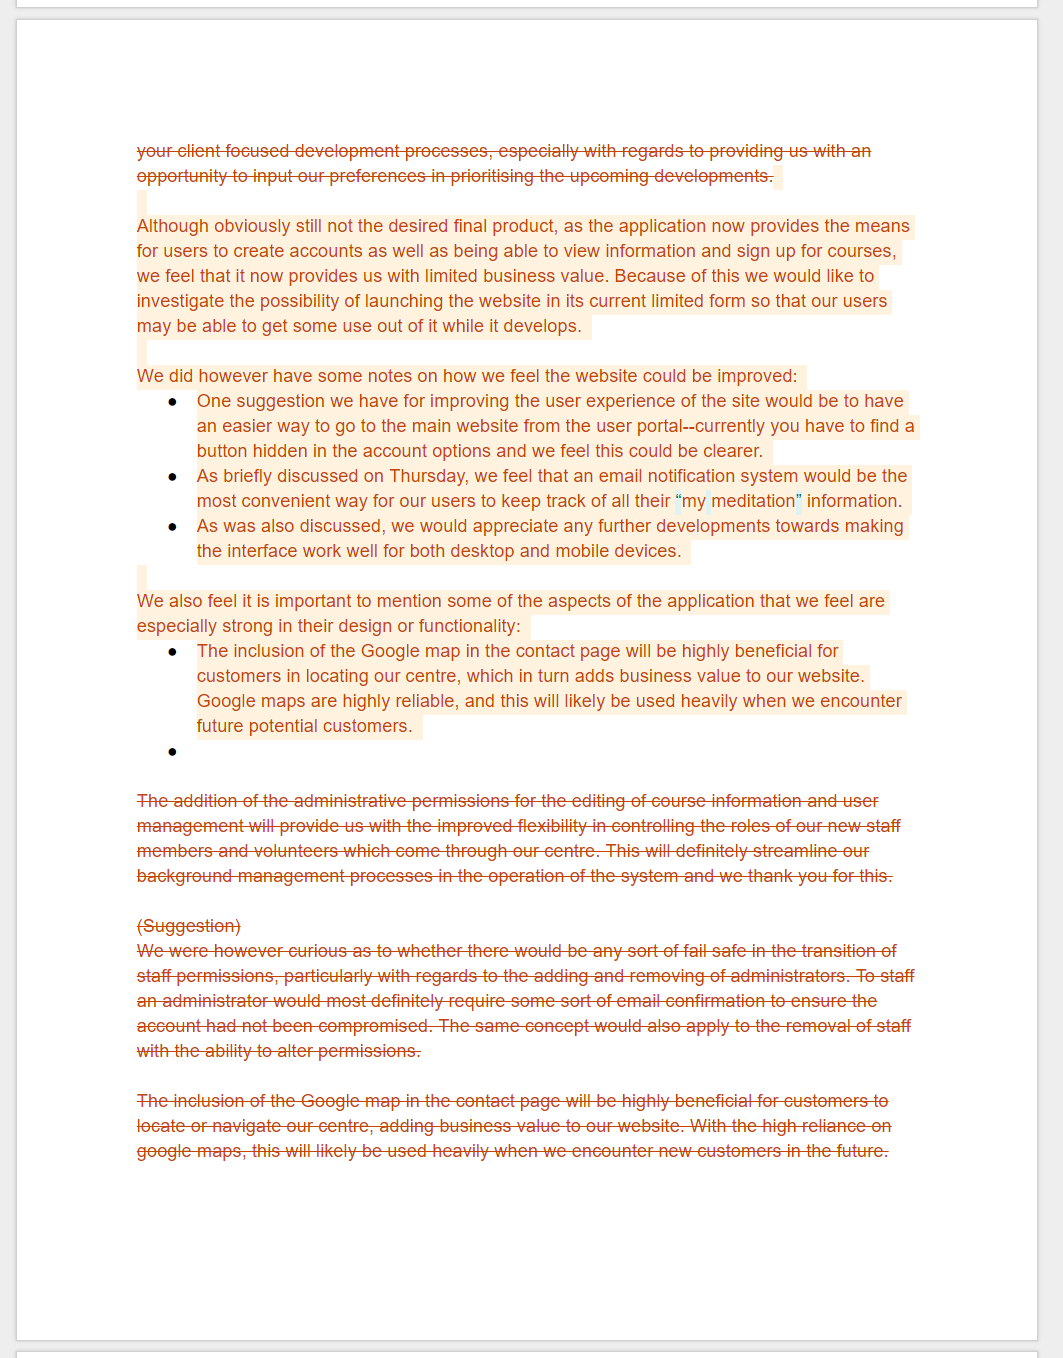 your client focused development processes, especially with regards to providing us with an
opportunity to input our preferences in prioritising the upcoming developments.
Although obviously still not the desired final product, as the application now provides the means
for users to create accounts as well as being able to view information and sign up for courses,
we feel that it now provides us with limited business value. Because of this we would like to
investigate the possibility of launching the website in its current limited form so that our users
may be able to get some use out of it while it develops.
We did however have some notes on how we feel the website could be improved:
● One suggestion we have for improving the user experience of the site would be to have
an easier way to go to the main website from the user portal--currently you have to find a
button hidden in the account options and we feel this could be clearer.
● As briefly discussed on Thursday, we feel that an email notification system would be the
most convenient way for our users to keep track of all their “my meditation” information.
● As was also discussed, we would appreciate any further developments towards making
the interface work well for both desktop and mobile devices.
We also feel it is important to mention some of the aspects of the application that we feel are
especially strong in their design or functionality:
● The inclusion of the Google map in the contact page will be highly beneficial for
customers in locating our centre, which in turn adds business value to our website.
Google maps are highly reliable, and this will likely be used heavily when we encounter
future potential customers.
●
The addition of the administrative permissions for the editing of course information and user
management will provide us with the improved flexibility in controlling the roles of our new staff
members and volunteers which come through our centre. This will definitely streamline our
background management processes in the operation of the system and we thank you for this.
(Suggestion)
We were however curious as to whether there would be any sort of fail safe in the transition of
staff permissions, particularly with regards to the adding and removing of administrators. To staff
an administrator would most definitely require some sort of email confirmation to ensure the
account had not been compromised. The same concept would also apply to the removal of staff
with the ability to alter permissions.
The inclusion of the Google map in the contact page will be highly beneficial for customers to
locate or navigate our centre, adding business value to our website. With the high reliance on
google maps, this will likely be used heavily when we encounter new customers in the future.